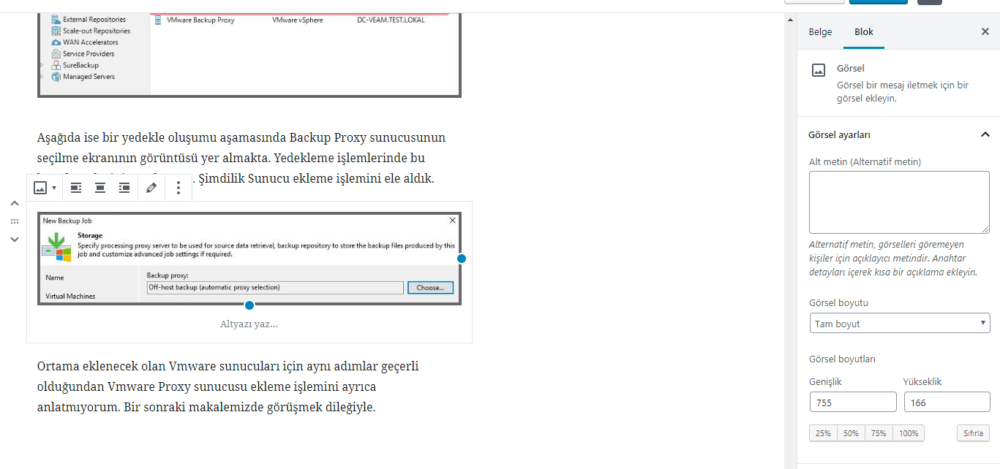 External Repositories
Scale-out Repositories
WAN Accelerators
Service Providers
SureBackup
Managed Servers
VMware Backup Proxy VMware vSphere DC-VEAM.TEST.LOKAL
Aşağıda ise bir yedekle oluşumu aşamasında Backup Proxy sunucusunun
seçilme ekranının görüntüsü yer almakta. Yedekleme işlemlerinde bu
. Şimdilik Sunucu ekleme işlemini ele aldık.
New Backup Job
Storage
Specify processing proxy server to be used for source data retrieval, backup repository to store the backup files produced by this
job and customize advanced job settings if required.
Name
Virtual Machines
Backup proxy:
Off-host backup (automatic proxy selection)
Choose...
Altyazı yaz...
Ortama eklenecek olan Vmware sunucuları için aynı adımlar geçerli
olduğundan Vmware Proxy sunucusu ekleme işlemini ayrıca
anlatmıyorum. Bir sonraki makalemizde görüşmek dileğiyle.
Belge Blok
Görsel
Görsel bir mesaj iletmek için bir
görsel ekleyin.
Görsel ayarları
Alt metin (Alternatif metin)
Alternatif metin, görselleri göremeyen
kişiler için açıklayıcı metindir. Anahtar
detayları içerek kısa bir açıklama ekleyin.
Görsel boyutu
Tam boyut
Görsel boyutları
Genişlik Yükseklik
755 166
25% 50% 75% 100% Sıfırla